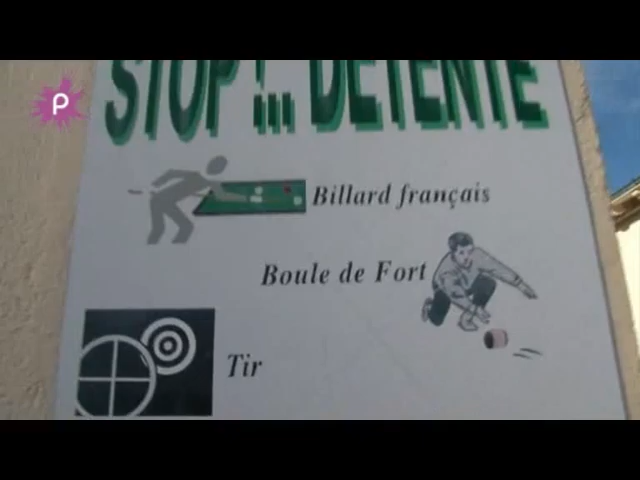 STOP !... DETENTE
Billard français
Boule de Fort
Tir
P